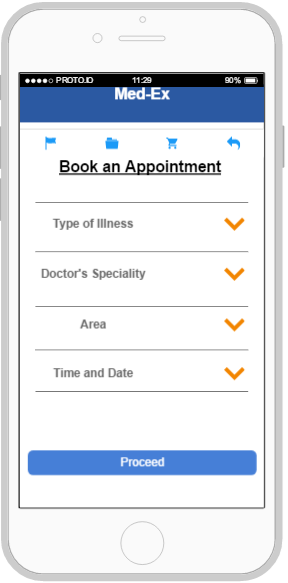 PROTO.IO 11:29 90%
Med-Ex
Book an Appointment
Type of Illness
Doctor's Speciality
Area
Time and Date
Proceed